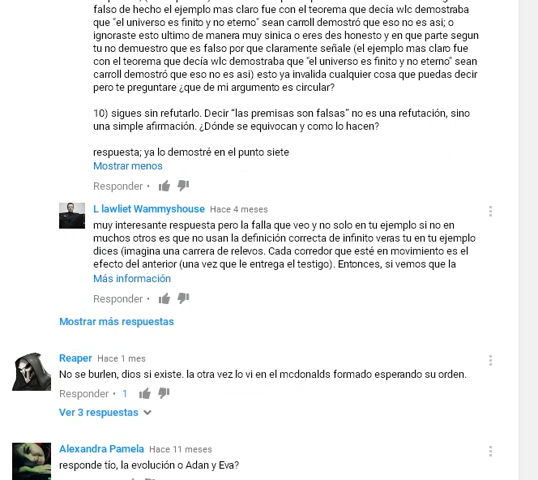 falso de hecho el ejemplo mas claro fue con el teorema que decía wlc demostraba
que "el universo es finito y no eterno" sean carroll demostró que eso no es asi; o
ignoraste esto ultimo de manera muy sinica o eres des honesto y en que parte segun
tu no demuestro que es falso por que claramente señale (el ejemplo mas claro fue
con el teorema que decía wlc demostraba que "el universo es finito y no eterno" sean
carroll demostró que eso no es asi) esto ya invalida cualquier cosa que puedas decir
pero te preguntare ¿que de mi argumento es circular?
10) sigues sin refutarlo. Decir “las premisas son falsas” no es una refutación, sino
una simple afirmación. ¿Dónde se equivocan y como lo hacen?
respuesta; ya lo demostré en el punto siete
Mostrar menos
Responder •
L lawliet Wammyshouse Hace 4 meses
muy interesante respuesta pero la falla que veo y no solo en tu ejemplo si no en
muchos otros es que no usan la definición correcta de infinito veras tu en tu ejemplo
dices (imagina una carrera de relevos. Cada corredor que esté en movimiento es el
efecto del anterior (una vez que le entrega el testigo). Entonces, si vemos que la
Más información
Responder •
Mostrar más respuestas
Reaper Hace 1 mes
No se burlen, dios si existe. la otra vez lo vi en el mcdonalds formado esperando su orden.
Responder • 1
Ver 3 respuestas
Alexandra Pamela Hace 11 meses
responde tío, la evolución o Adan y Eva?